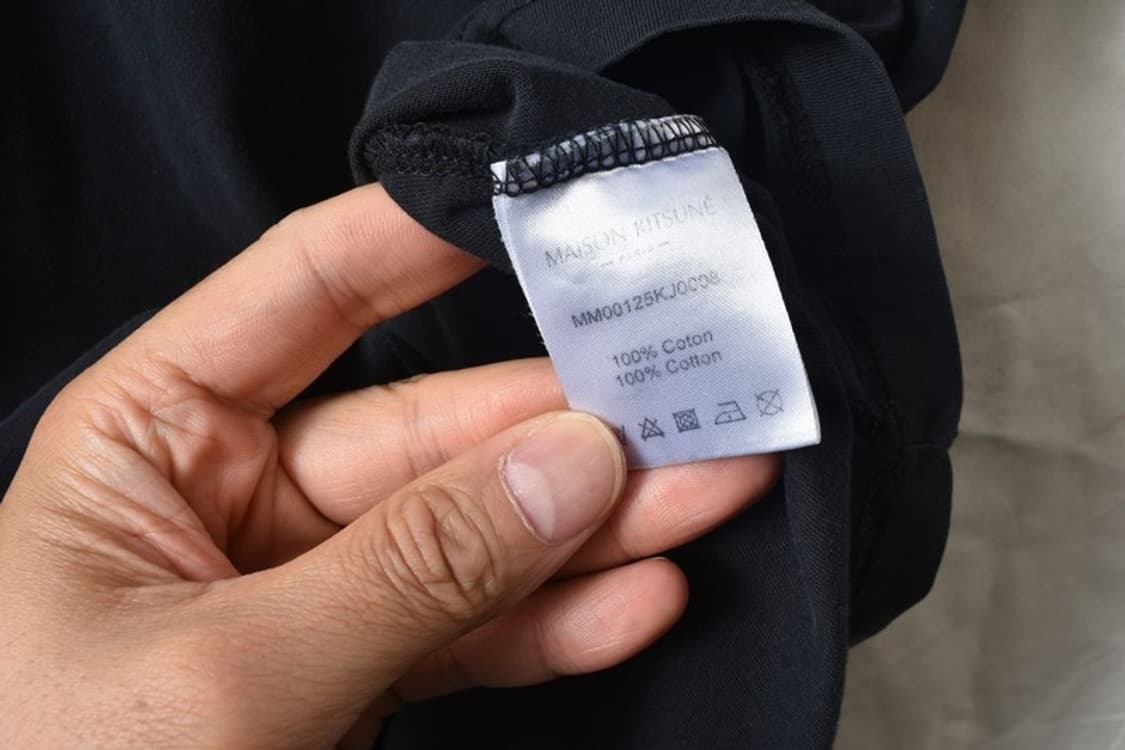 MAISON KITSUNÉ
PARIS
MM00125KJ0008
100% Coton
100% Cotton